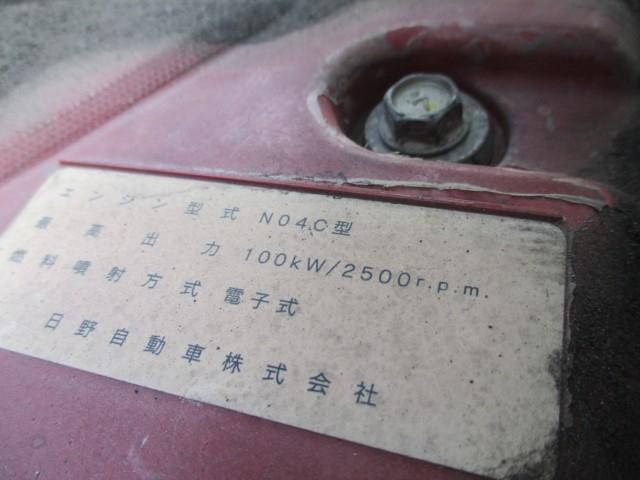 エンジン型式 N04C型
最高出力 100kW/2500r.p.m.
燃料噴射方式 電子式
日野自動車株式会社